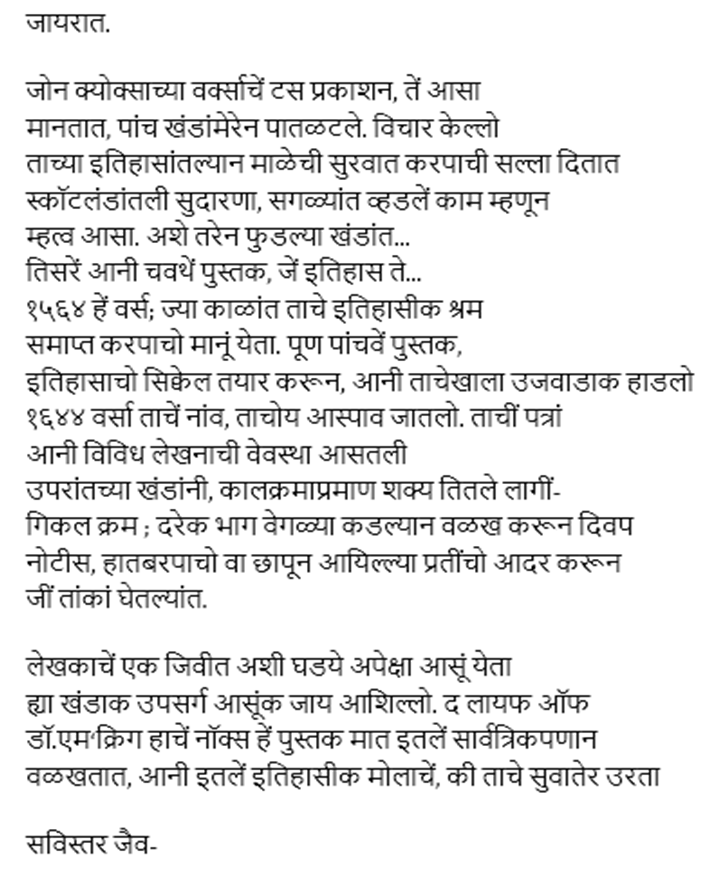 जायरात.
जोन क्योक्साच्या वर्क्साचें टस प्रकाशन, तें आसा
मानतात, पांच खंडांमेरेन पातळटले. विचार केल्लो
ताच्या इतिहासांतल्यान माळेची सुरवात करपाची सल्ला दितात
स्कॉटलंडांतली सुदारणा, सगळ्यांत व्हडलें काम म्हणून
म्हत्व आसा. अशे तरेन फुडल्या खंडांत...
तिसरें आनी चवथें पुस्तक, जें इतिहास ते...
१५६४ हें वर्स; ज्या काळांत ताचे इतिहासीक श्रम
समाप्त करपाचो मानूं येता. पूण पांचवें पुस्तक,
इतिहासाचो सिक्वेल तयार करून, आनी ताचेखाला उजवाडाक हाडलो
१६४४ वर्सा ताचें नांव, ताचोय आस्पाव जातलो. ताचीं पत्रां
आनी विविध लेखनाची वेवस्था आसतली
उपरांतच्या खंडांनी, कालक्रमाप्रमाण शक्य तितले लागीं-
गिकल क्रम ; दरेक भाग वेगळ्या कडल्यान वळख करून दिवप
नोटीस, हातबरपाचो वा छापून आयिल्ल्या प्रतींचो आदर करून
जीं तांकां घेतल्यांत.
लेखकाचें एक जिवीत अशी घडये अपेक्षा आसूं येता
ह्या खंडाक उपसर्ग आसूंक जाय आशिल्लो. द लायफ ऑफ
डॉ.एम'क्रिग हाचें नॉक्स हें पुस्तक मात इतलें सार्वत्रिकपणान
वळखतात, आनी इतलें इतिहासीक मोलाचें, की ताचे सुवातेर उरता
सविस्तर जैव-